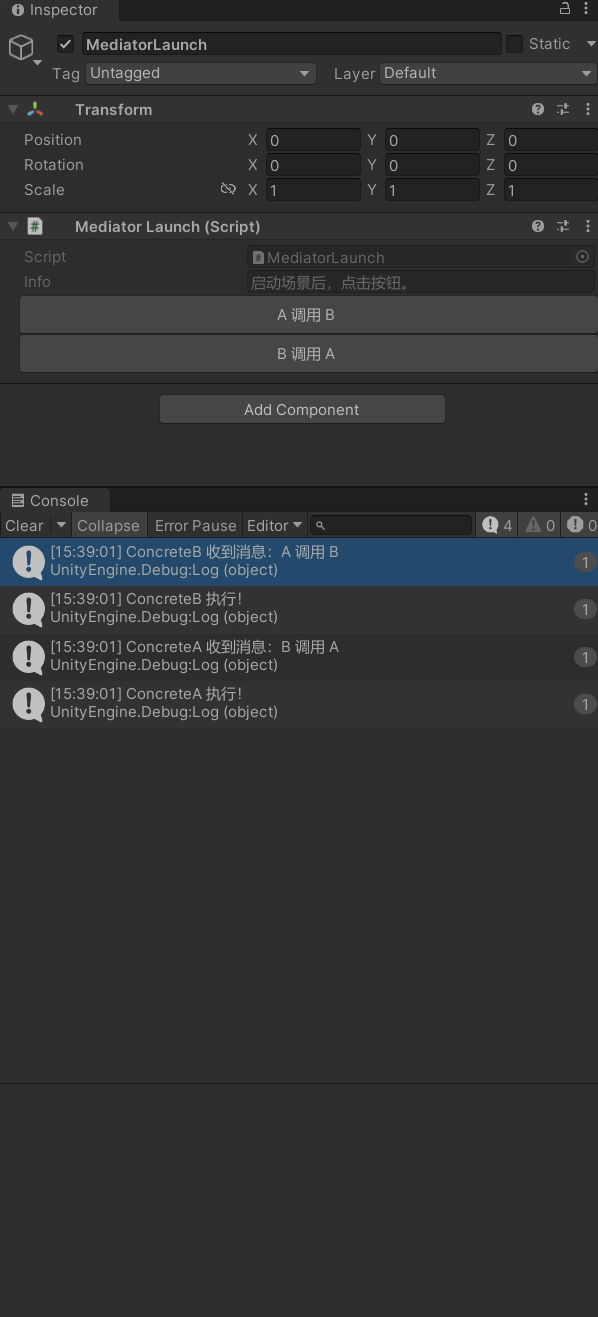 Inspector
MediatorLaunch
Static
Tag Untagged Layer Default
Transform
Position X 0 Y 0 Z 0
Rotation X 0 Y 0 Z 0
Scale X 1 Y 1 Z 1
# Mediator Launch (Script)
Script MediatorLaunch
Info 启动场景后，点击按钮。
A 调用 B
B 调用 A
Add Component
Console
Clear Collapse Error Pause Editor 4 0 0
[15:39:01] ConcreteB 收到消息：A 调用 B
UnityEngine.Debug:Log (object) 1
[15:39:01] ConcreteB 执行！
UnityEngine.Debug:Log (object) 1
[15:39:01] ConcreteA 收到消息：B 调用 A
UnityEngine.Debug:Log (object) 1
[15:39:01] ConcreteA 执行！
UnityEngine.Debug:Log (object) 1